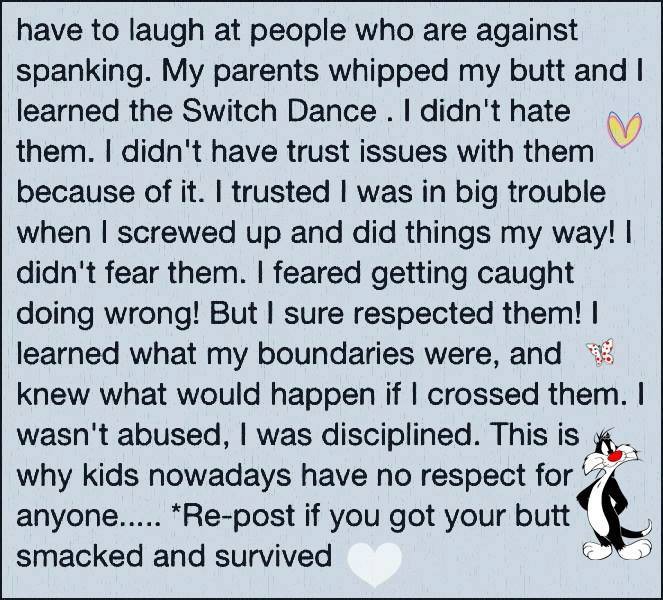 have to laugh at people who are against
spanking. My parents whipped my butt and I
learned the Switch Dance . I didn't hate
them. I didn't have trust issues with them
because of it. I trusted I was in big trouble
when I screwed up and did things my way! I
didn't fear them. I feared getting caught
doing wrong! But I sure respected them! I
learned what my boundaries were, and
knew what would happen if I crossed them. I
wasn't abused, I was disciplined. This is
why kids nowadays have no respect for
anyone..... *Re-post if you got your butt
smacked and survived